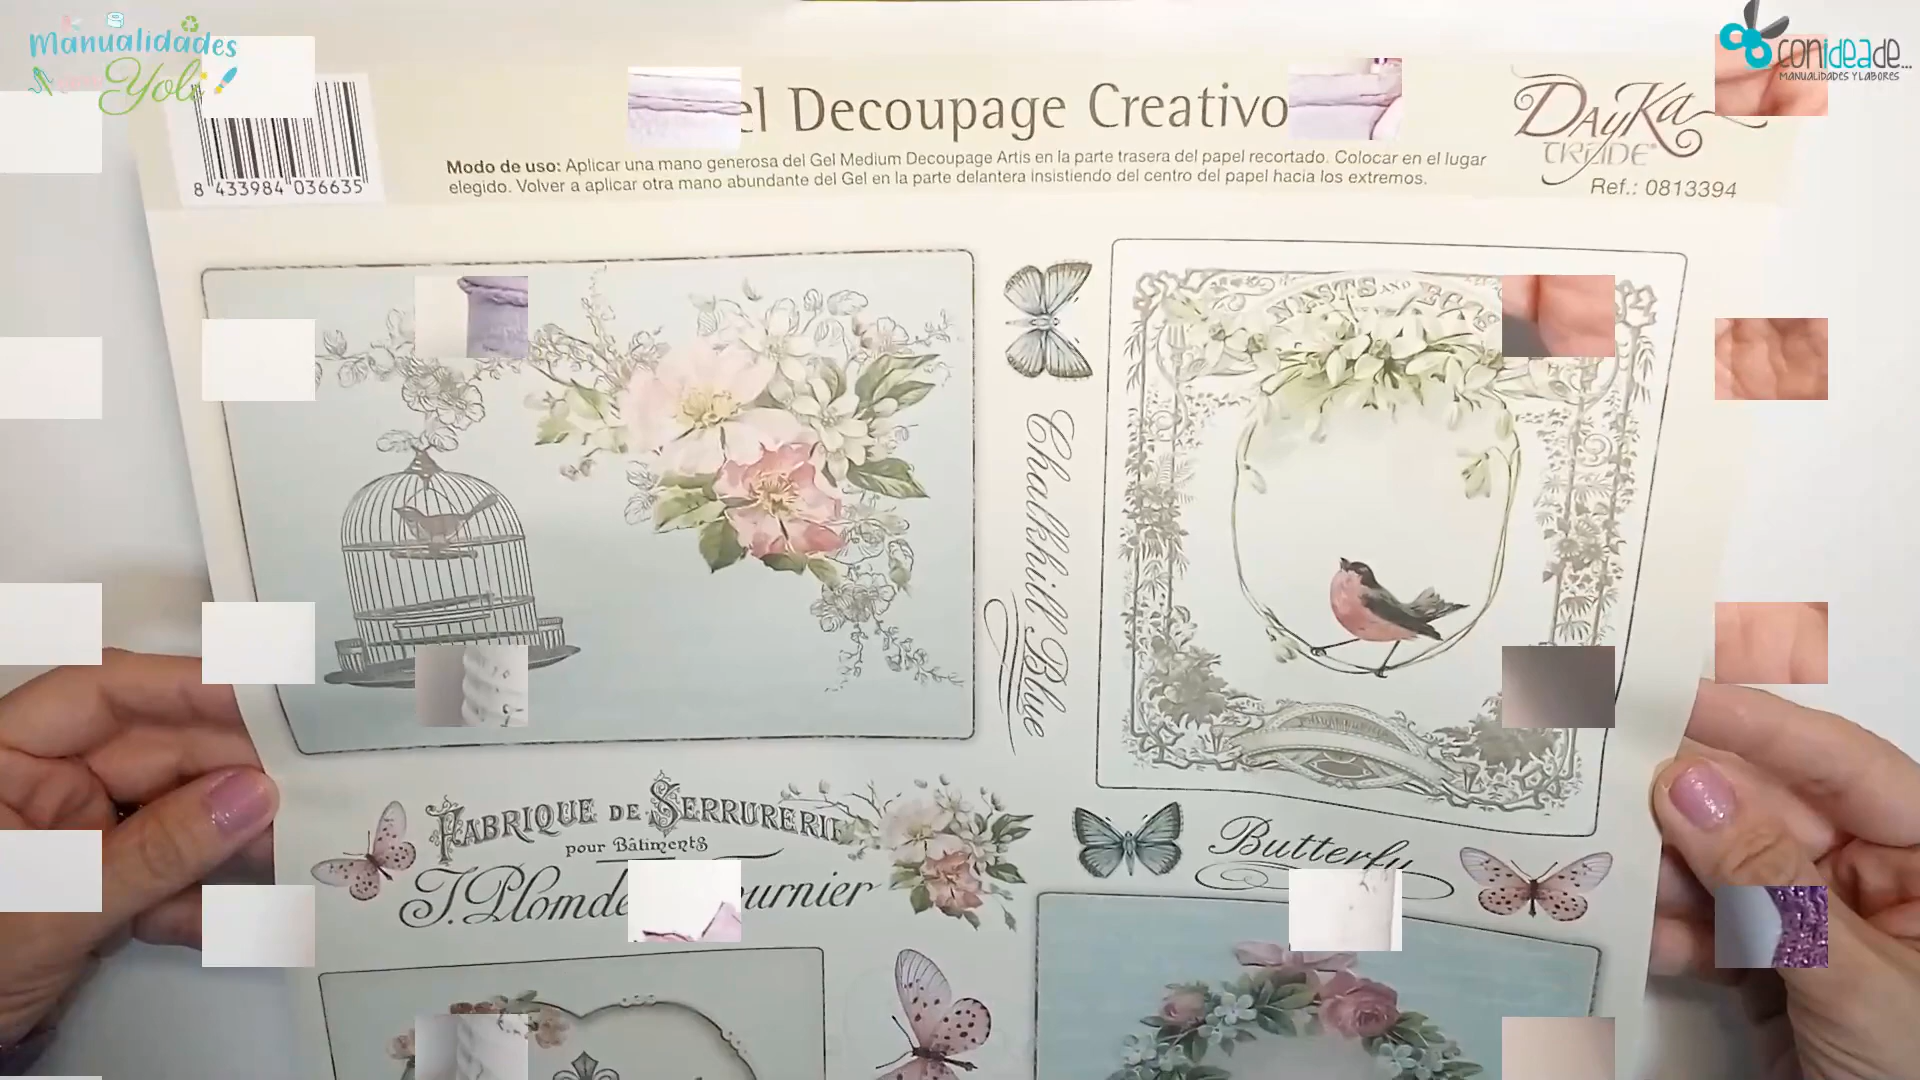 Manualidades
Yoli
conideade...
MANUALIDADES Y LABORES
el Decoupage Creativo
DAyKa
TRADE
Modo de uso: Aplicar una mano generosa del Gel Medium Decoupage Artis en la parte trasera del papel recortado. Colocar en el lugar
elegido. Volver a aplicar otra mano abundante del Gel en la parte delantera insistiendo del centro del papel hacia los extremos.
Ref.: 0813394
8 433984 036635
Chalkhill Blue
FABRIQUE DE SERRURERIE
pour Bâtiments
Butterfly